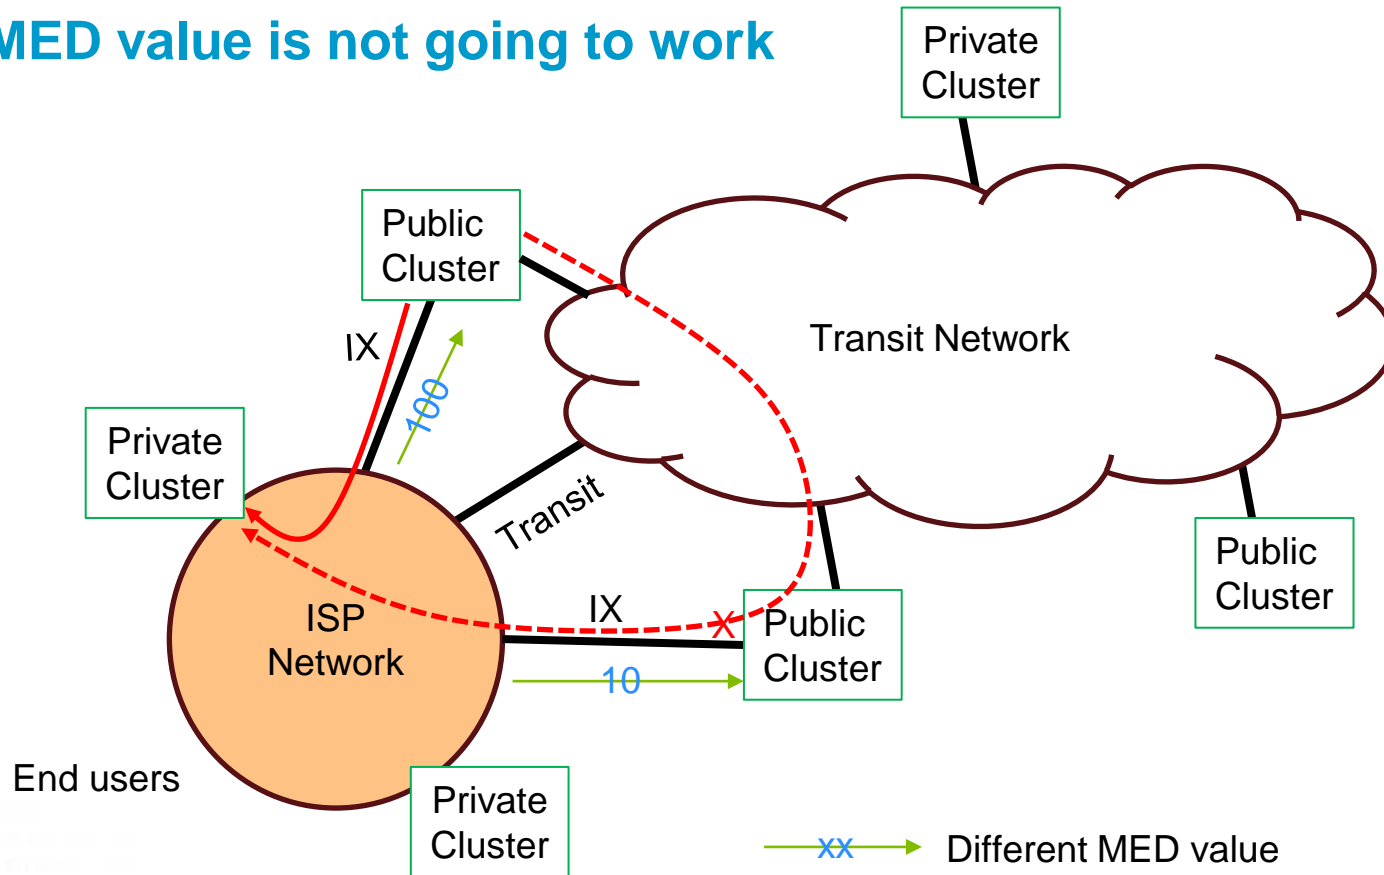 MED value is not going to work
Private
Cluster
Public
Cluster
IX
100
Transit Network
Private
Cluster
Transit
ISP
Network
IX
X
10
Public
Cluster
Public
Cluster
End users
Private
Cluster
xx
Different MED value